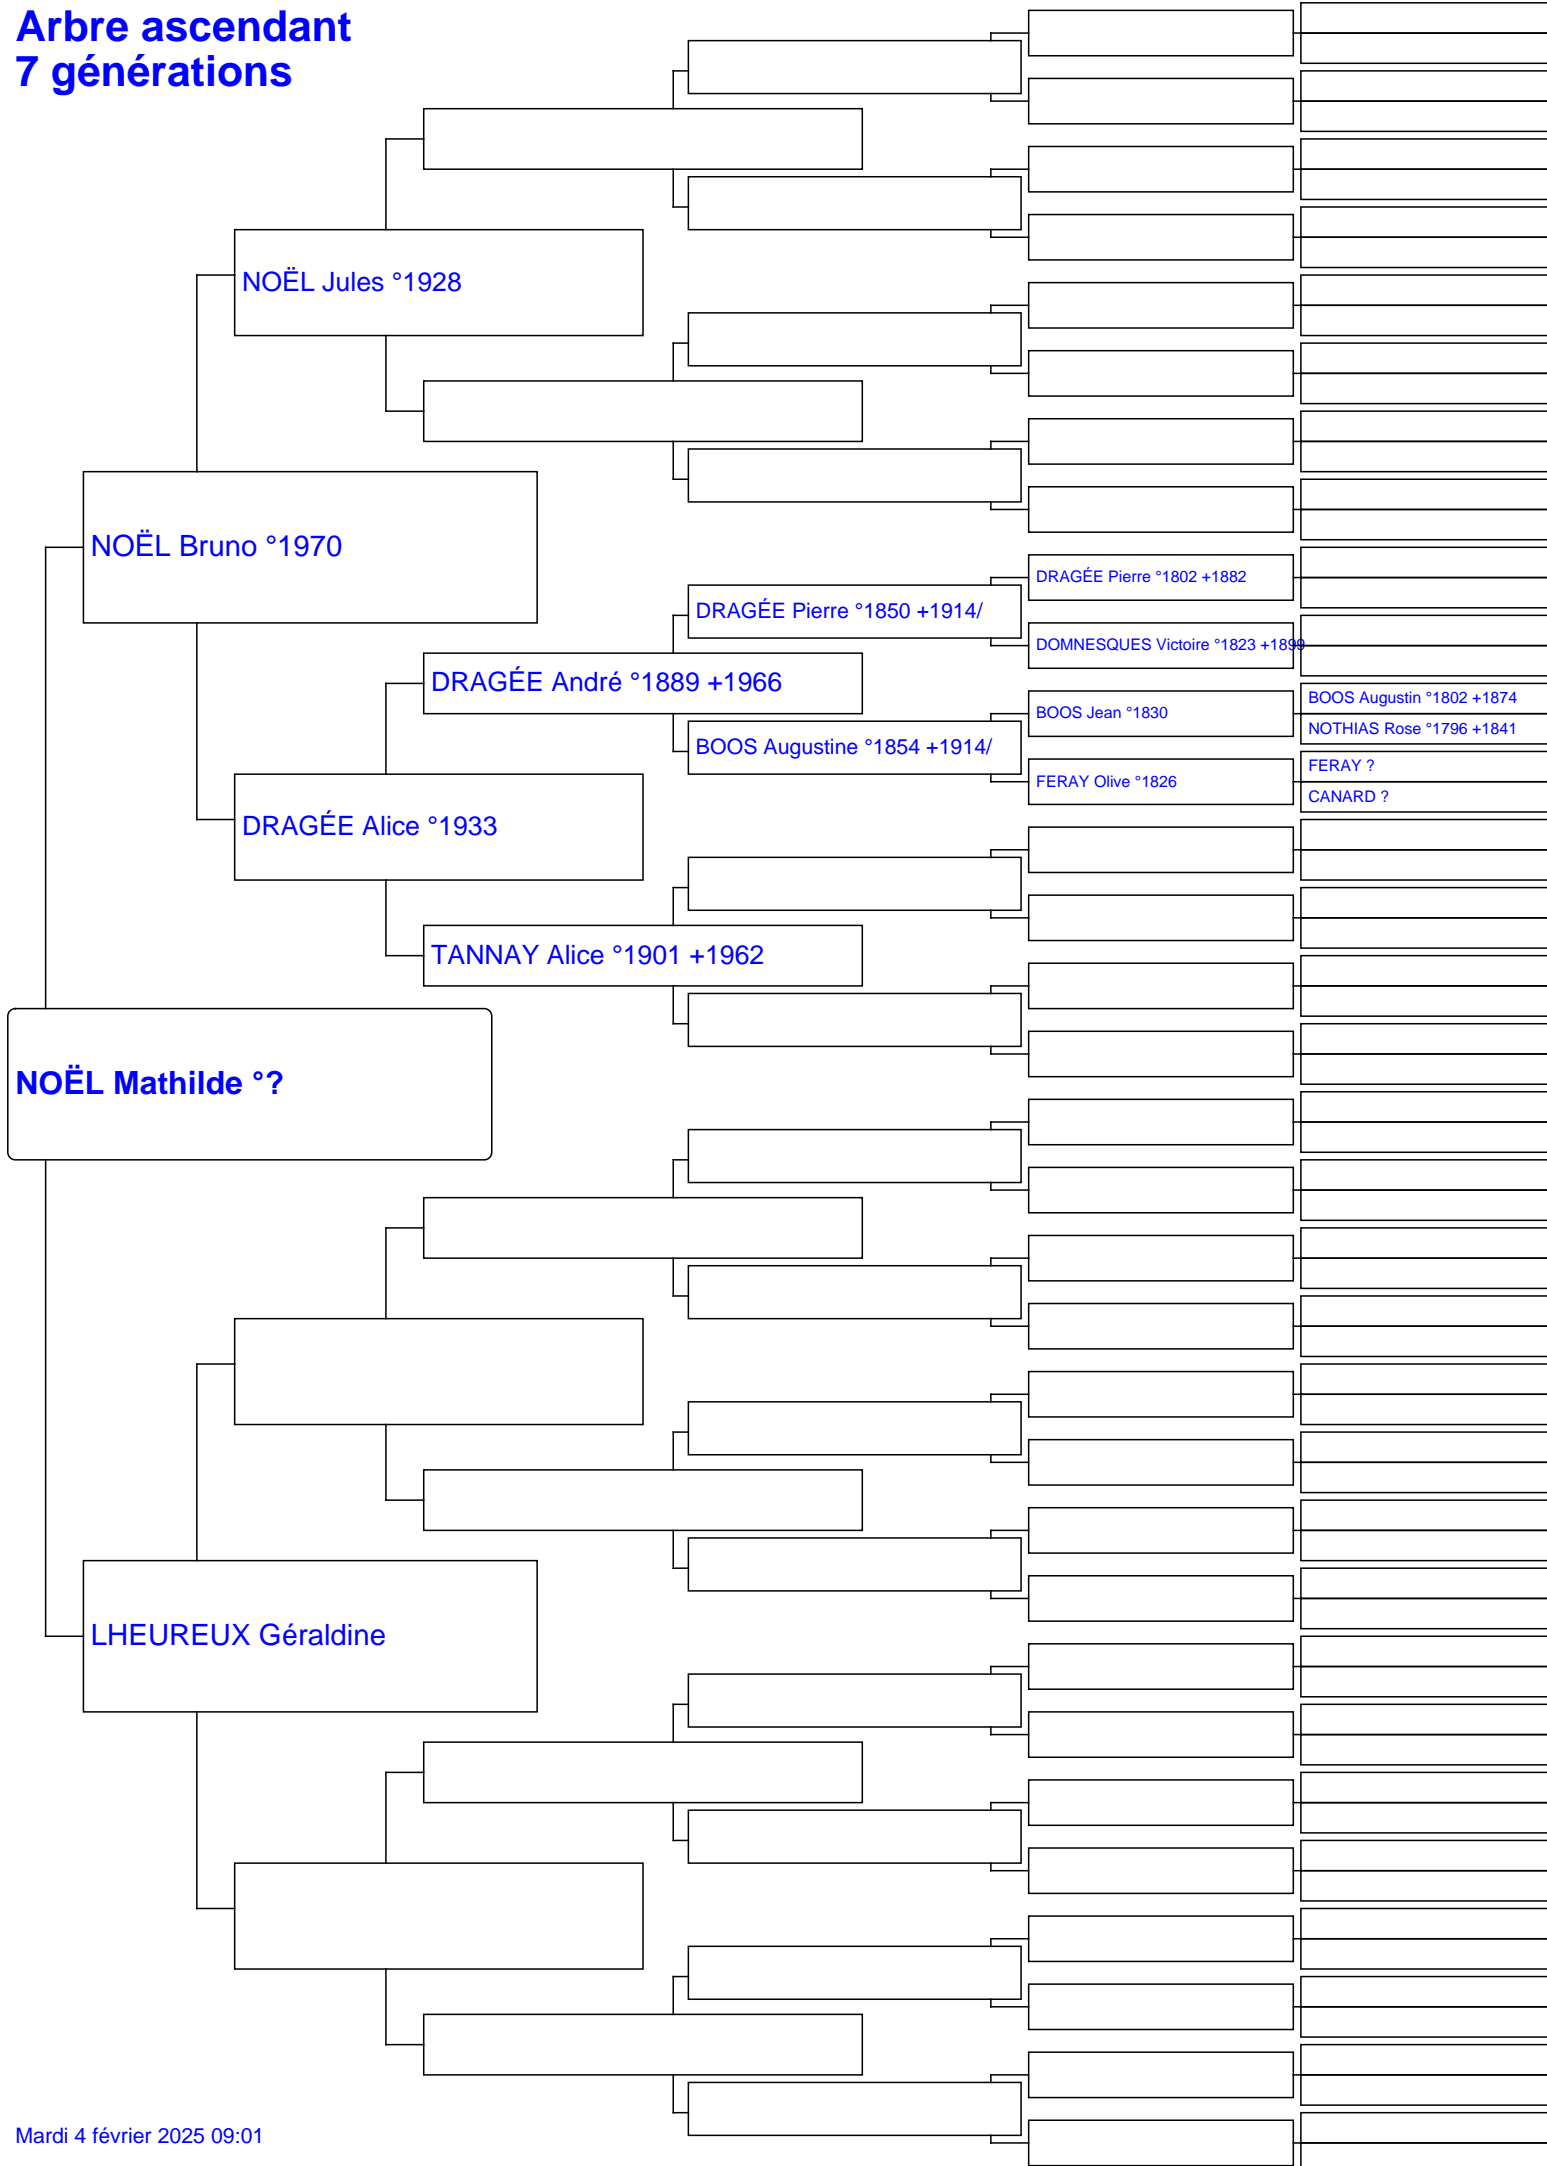 Arbre ascendant
7 générations
NOËL Jules °1928
NOËL Bruno °1970
DRAGÉE Pierre °1802 +1882
DRAGÉE Pierre °1850 +1914/
DOMNESQUES Victoire °1823 +1899
DRAGÉE André °1889 +1966
BOOS Augustin °1802 +1874
BOOS Jean °1830
NOTHIAS Rose °1796 +1841
BOOS Augustine °1854 +1914/
FERAY ?
FERAY Olive °1826
CANARD ?
DRAGÉE Alice °1933
TANNAY Alice °1901 +1962
NOËL Mathilde °?
LHEUREUX Géraldine
Mardi 4 février 2025 09:01